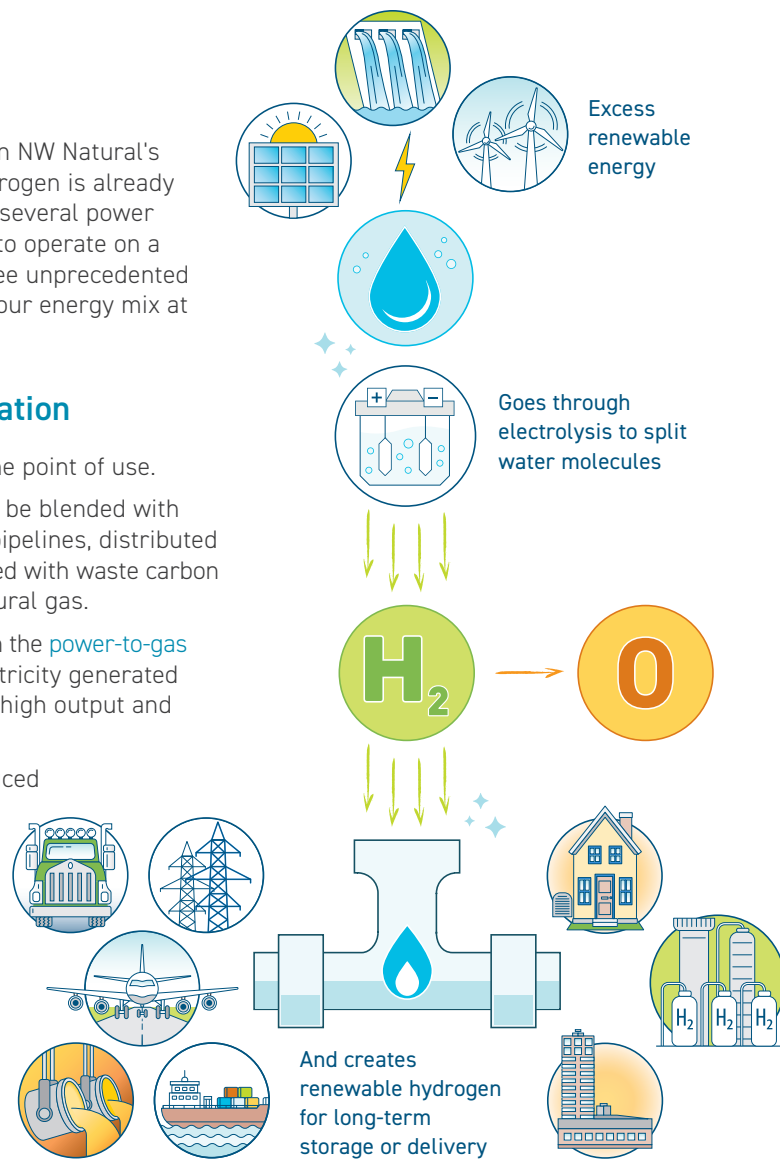 Excess
renewable
energy
n NW Natural's
rogen is already
several power
to operate on a
ee unprecedented
our energy mix at
ation
ne point of use.
be blended with
pipelines, distributed
ed with waste carbon
ural gas.
n the power-to-gas
tricity generated
high output and
ced
+
−
Goes through
electrolysis to split
water molecules
H₂
O
H₂ H₂ H₂
And creates
renewable hydrogen
for long-term
storage or delivery